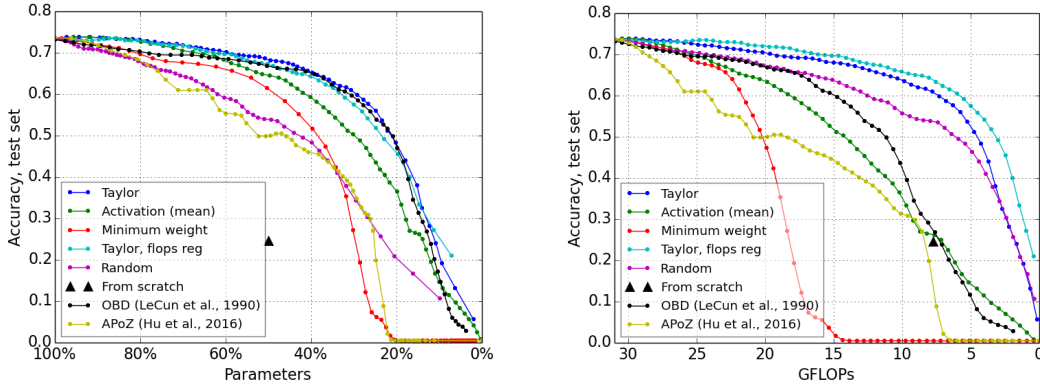 0.8
0.7
0.6
0.5
0.4
0.3
0.2
0.1
0.0
Accuracy, test set
Taylor
Activation (mean)
Minimum weight
Taylor, flops reg
Random
From scratch
OBD (LeCun et al., 1990)
APoZ (Hu et al., 2016)
100% 80% 60% 40% 20% 0%
Parameters
0.8
0.7
0.6
0.5
0.4
0.3
0.2
0.1
0.0
Accuracy, test set
Taylor
Activation (mean)
Minimum weight
Taylor, flops reg
Random
From scratch
OBD (LeCun et al., 1990)
APoZ (Hu et al., 2016)
30 25 20 15 10 5 0
GFLOPs